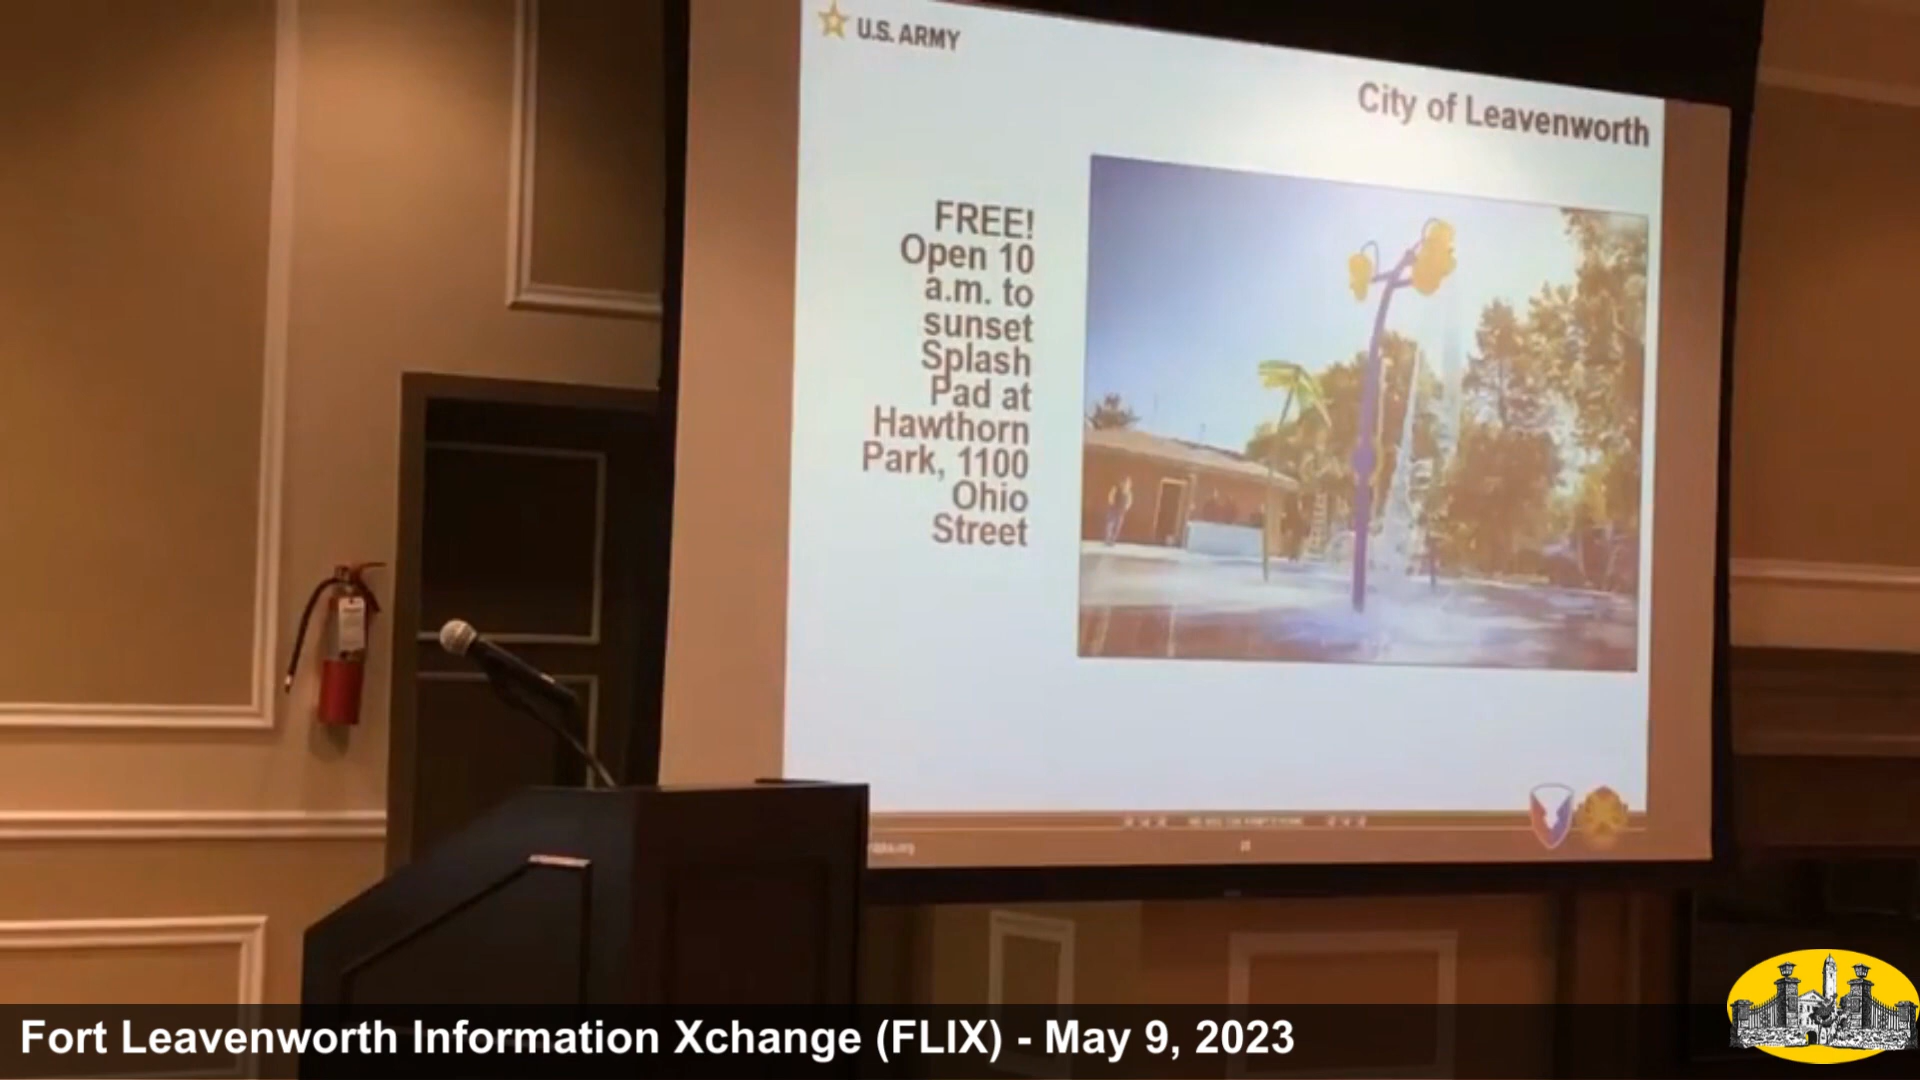 U.S. ARMY
City of Leavenworth
FREE!
Open 10
a.m. to
sunset
Splash
Pad at
Hawthorn
Park, 1100
Ohio
Street
Fort Leavenworth Information Xchange (FLIX) - May 9, 2023